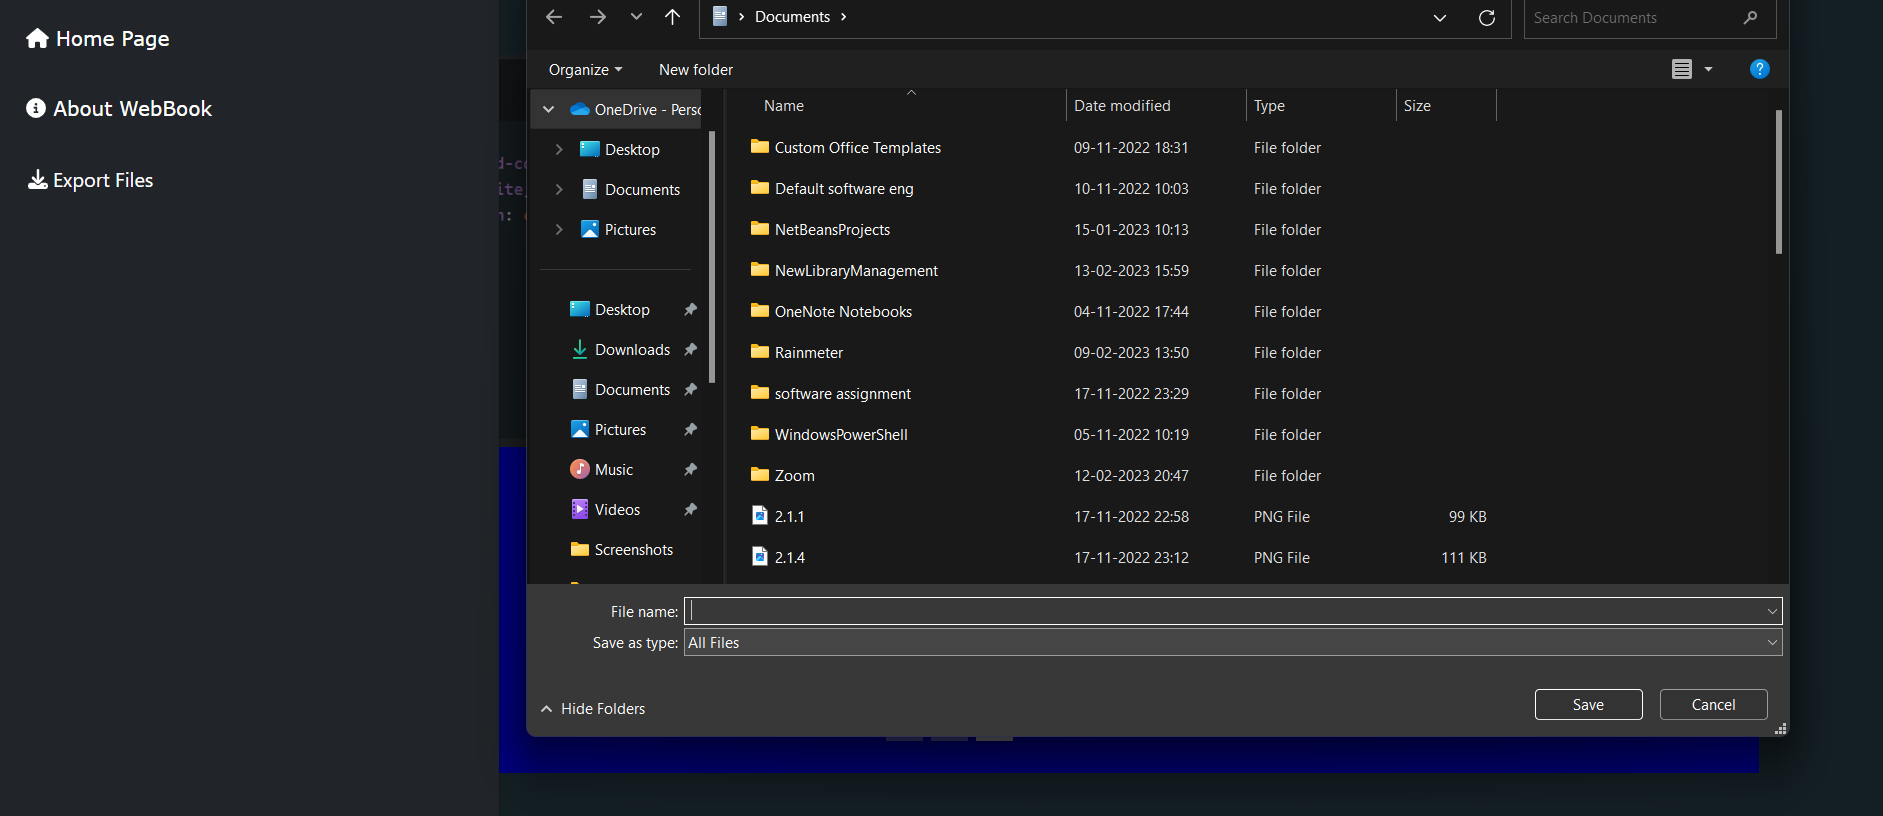 Home Page
About WebBook
Export Files
d-co
ite,
n:
Documents
Search Documents
Organize
New folder
OneDrive - Perso
Desktop
Documents
Pictures
Desktop
Downloads
Documents
Pictures
Music
Videos
Screenshots
Name Date modified Type Size
Custom Office Templates 09-11-2022 18:31 File folder
Default software eng 10-11-2022 10:03 File folder
NetBeansProjects 15-01-2023 10:13 File folder
NewLibraryManagement 13-02-2023 15:59 File folder
OneNote Notebooks 04-11-2022 17:44 File folder
Rainmeter 09-02-2023 13:50 File folder
software assignment 17-11-2022 23:29 File folder
WindowsPowerShell 05-11-2022 10:19 File folder
Zoom 12-02-2023 20:47 File folder
2.1.1 17-11-2022 22:58 PNG File 99 KB
2.1.4 17-11-2022 23:12 PNG File 111 KB
File name:
Save as type: All Files
Hide Folders
Save
Cancel